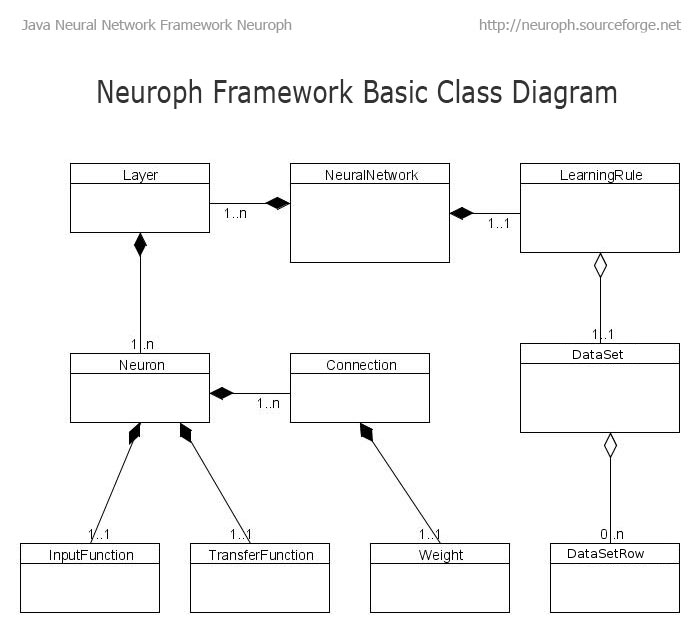 Java Neural Network Framework Neuroph
http://neuroph.sourceforge.net
Neuroph Framework Basic Class Diagram
Layer
NeuralNetwork
LearningRule
1..n
1..1
1..n
1..1
Neuron
Connection
DataSet
1..n
1..1
1..1
1..1
0..n
InputFunction
TransferFunction
Weight
DataSetRow